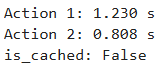 Action 1: 1.230 s
Action 2: 0.808 s
is_cached: False